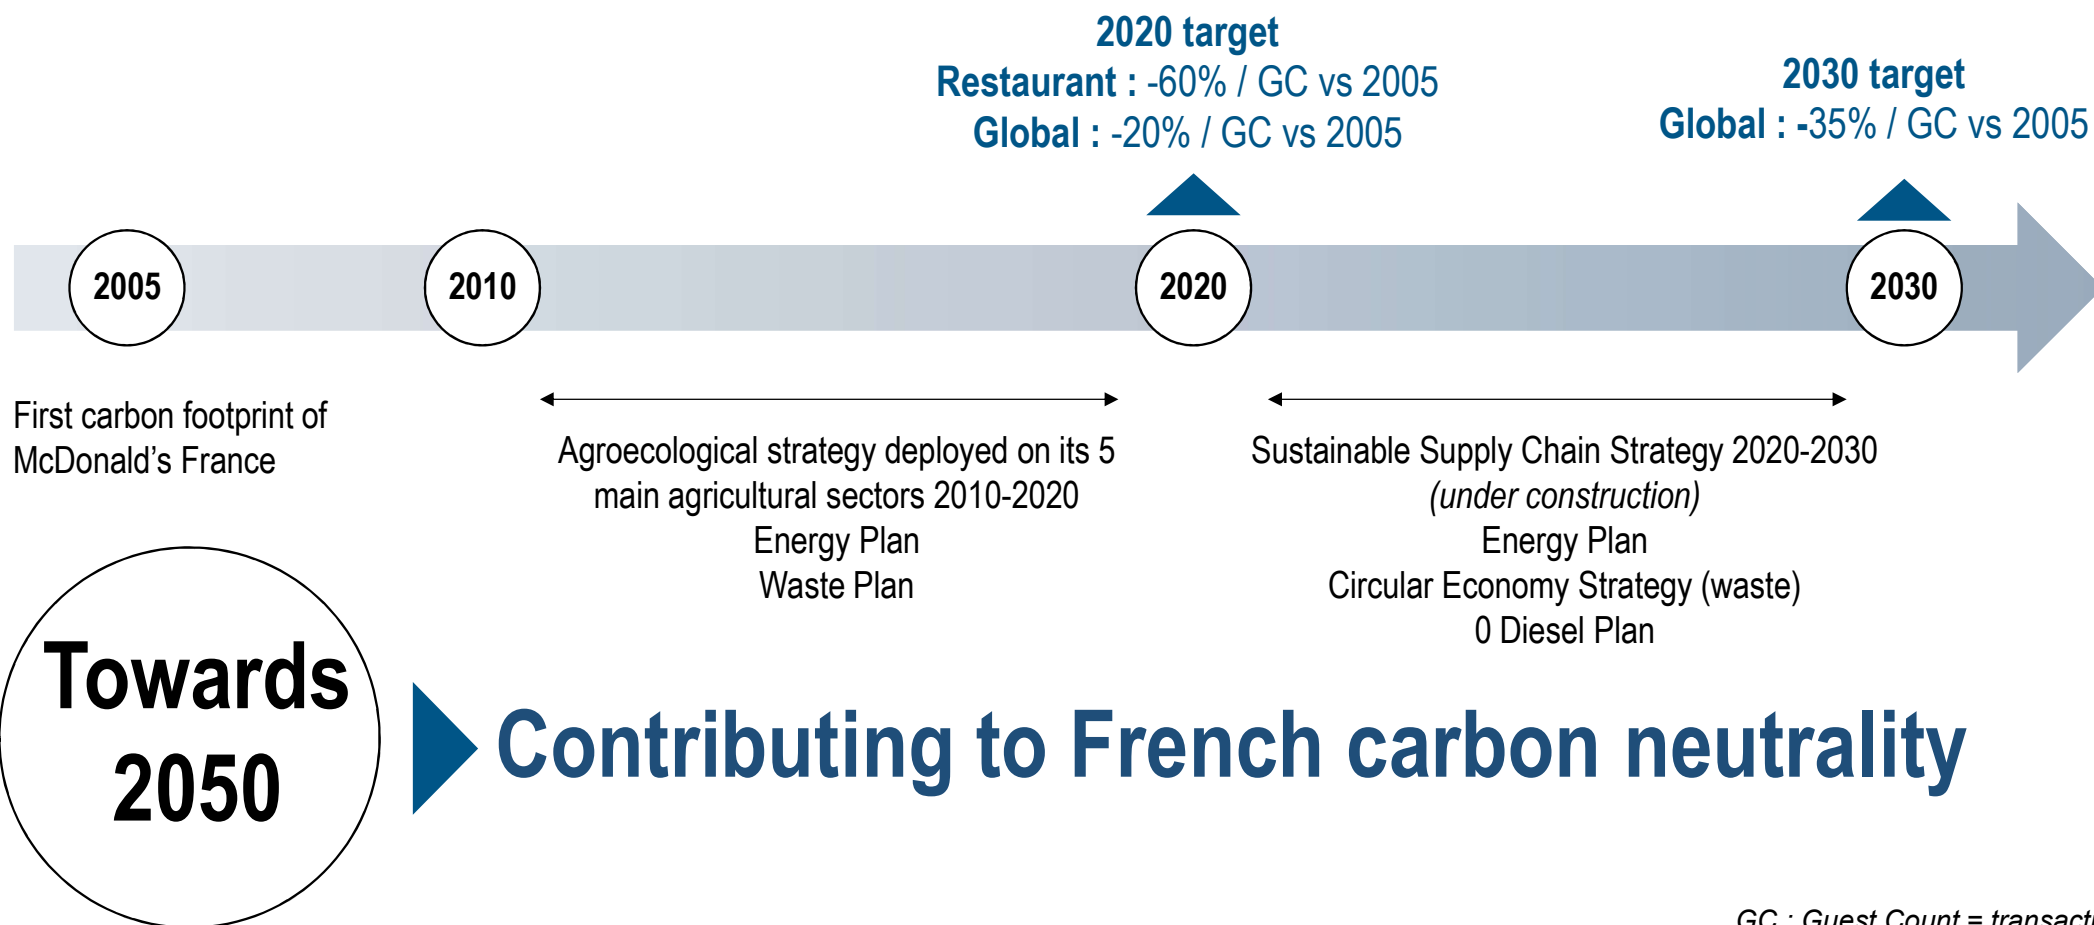 2020 target
Restaurant : -60% / GC vs 2005
Global : -20% / GC vs 2005
2030 target
Global : -35% / GC vs 2005
2005
2010
2020
2030
First carbon footprint of
McDonald's France
Agroecological strategy deployed on its 5
main agricultural sectors 2010-2020
Energy Plan
Waste Plan
Sustainable Supply Chain Strategy 2020-2030
(under construction)
Energy Plan
Circular Economy Strategy (waste)
0 Diesel Plan
Towards
2050
Contributing to French carbon neutrality
GC : Guest Count =